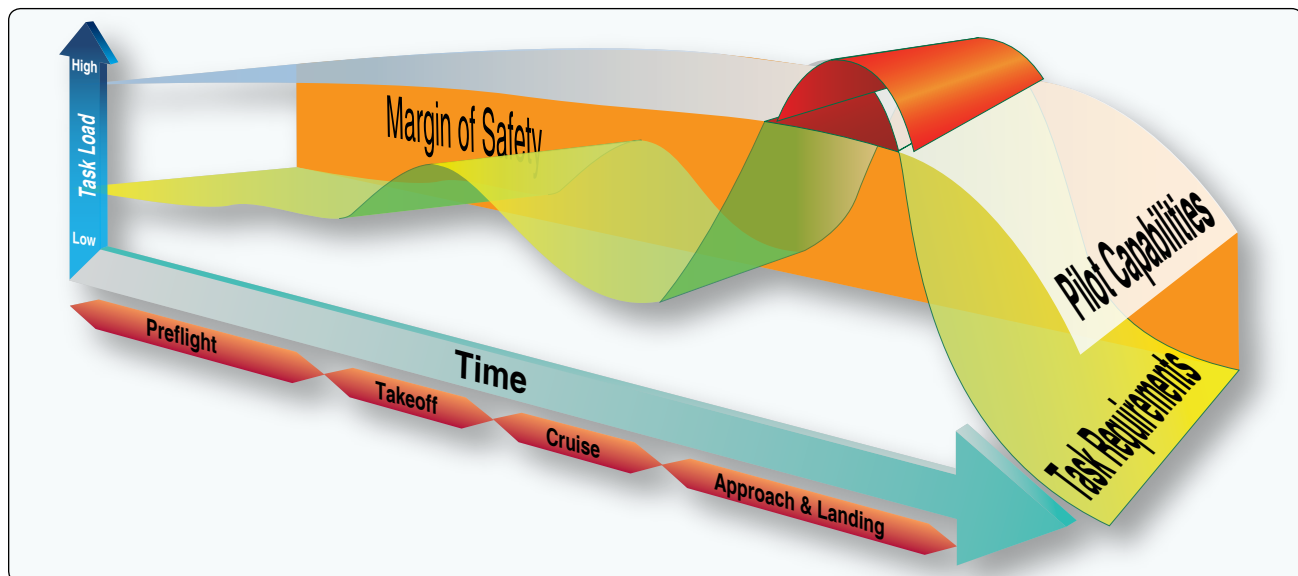 High
Task Load
Low
Margin of Safety
Pilot Capabilities
Task Requirements
Time
Preflight
Takeoff
Cruise
Approach & Landing